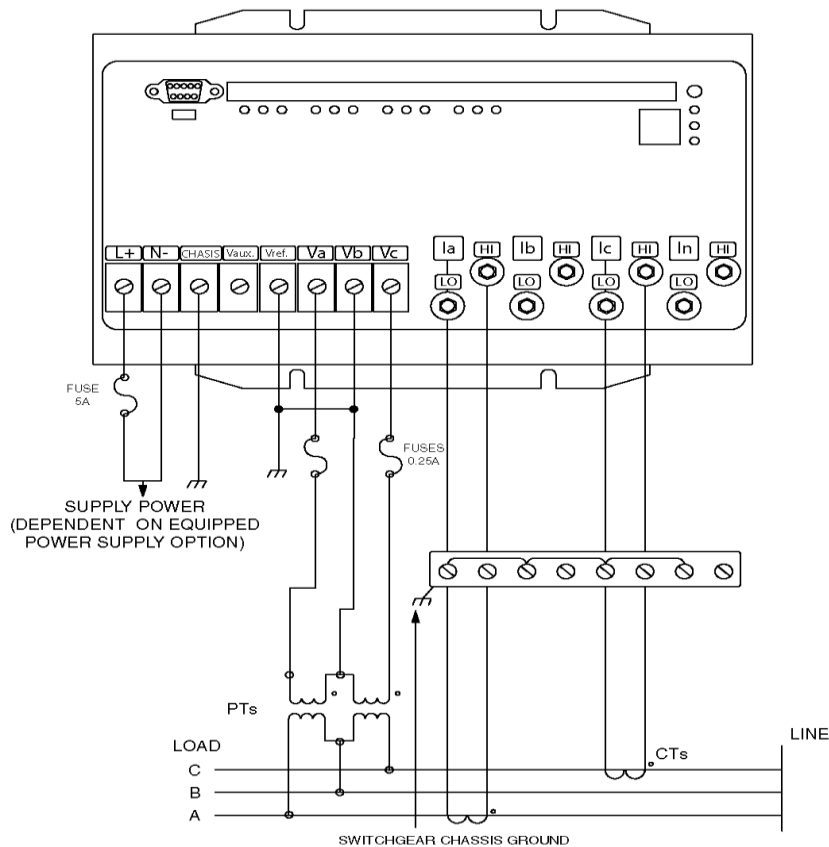 L+ N- CHASIS Vaux. Vref. Va Vb Vc
Ia HI Ib HI Ic HI In HI
LO LO LO LO
FUSE
5A
FUSES
0.25A
SUPPLY POWER
(DEPENDENT ON EQUIPPED
POWER SUPPLY OPTION)
PTs
LINE
LOAD
CTs
C
B
A
SWITCHGEAR CHASSIS GROUND